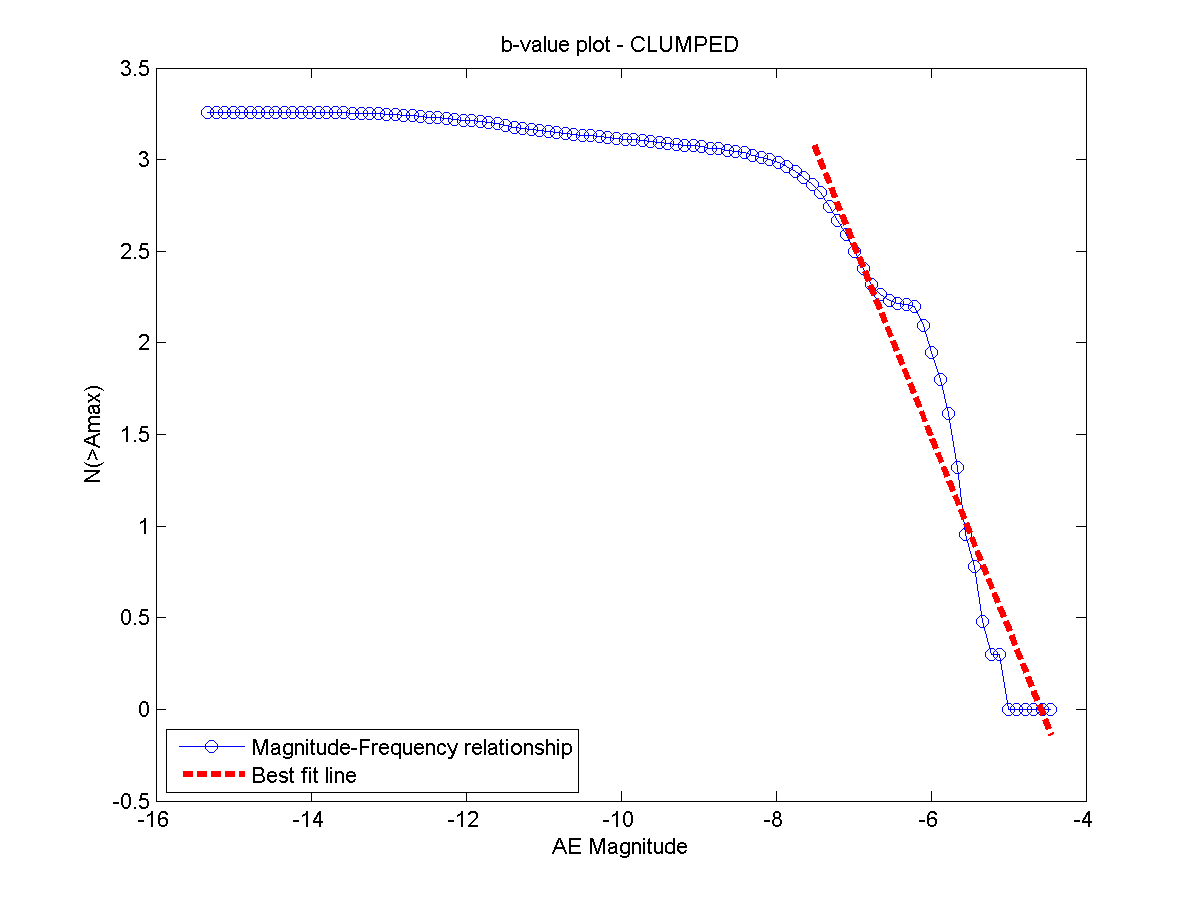 b-value plot - CLUMPED
3.5
3
2.5
2
1.5
1
0.5
0
-0.5
N(>Amax)
Magnitude-Frequency relationship
Best fit line
-16 -14 -12 -10 -8 -6 -4
AE Magnitude